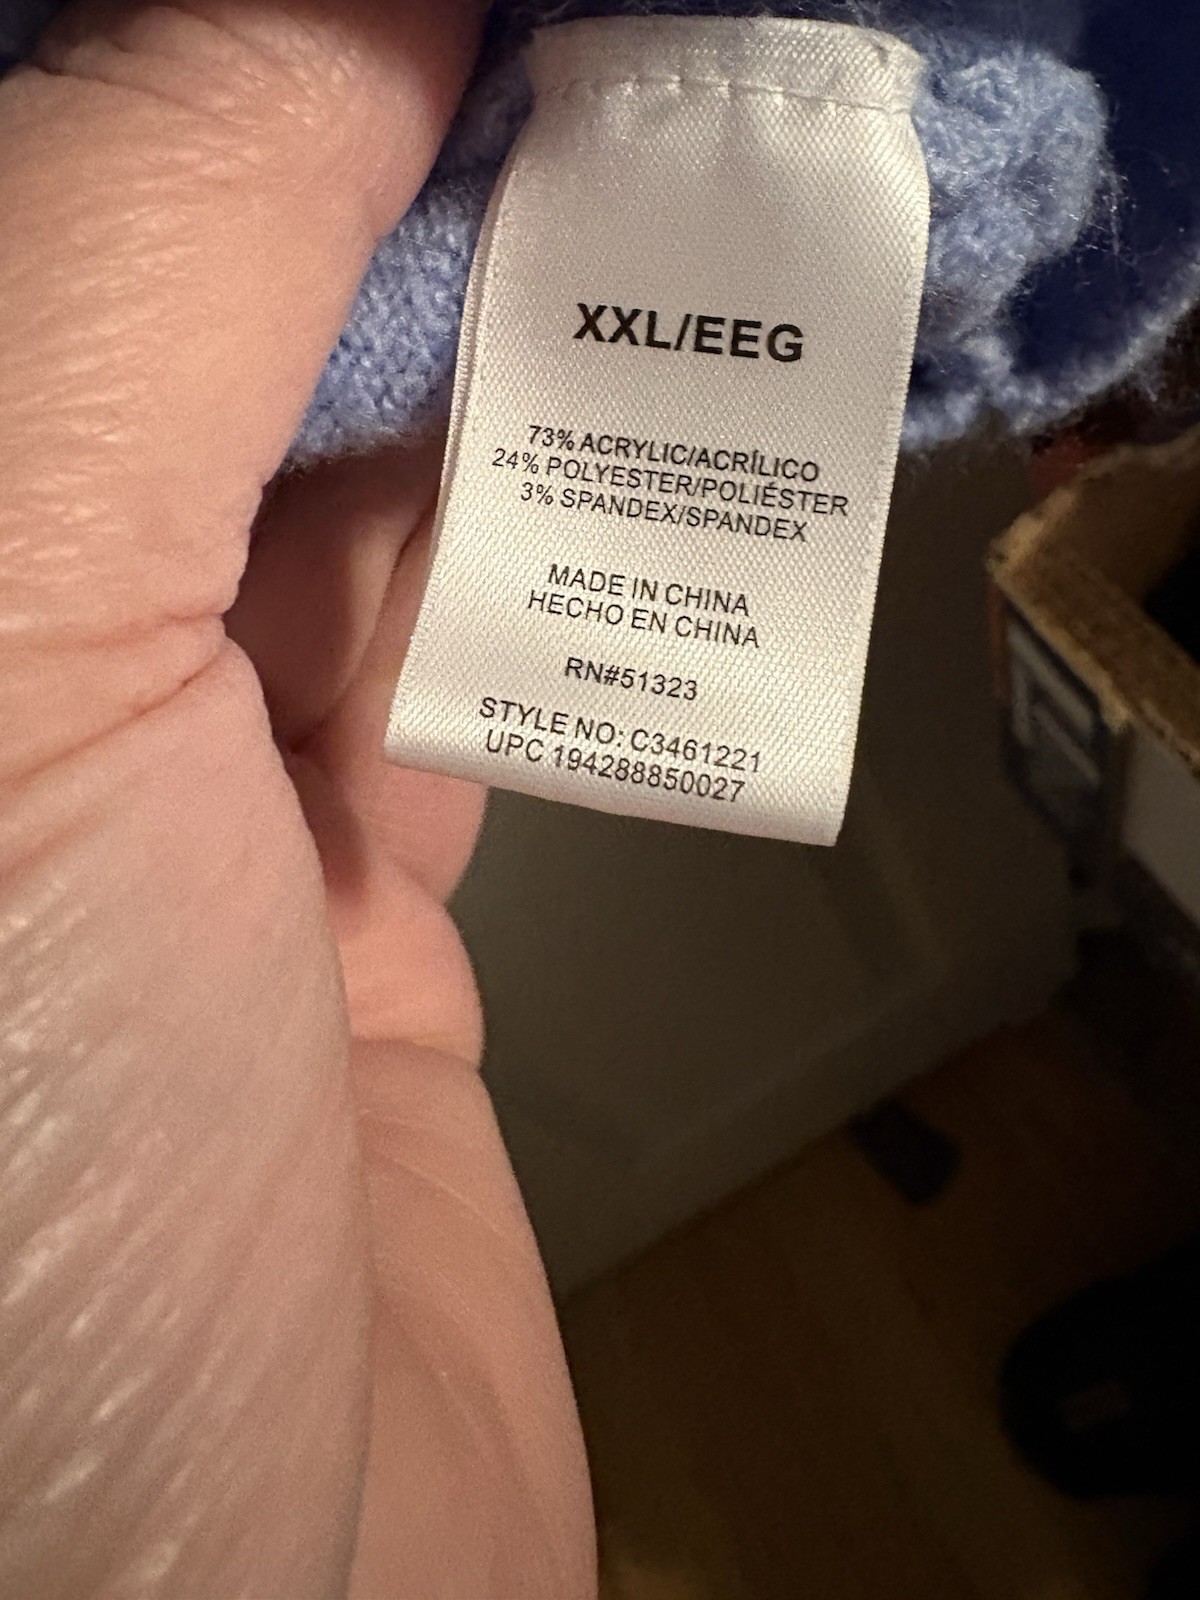 XXL/EEG
73% ACRYLIC/ACRÍLICO
24% POLYESTER/POLIÉSTER
3% SPANDEX/SPANDEX
MADE IN CHINA
HECHO EN CHINA
RN#51323
STYLE NO: C3461221
UPC 194288850027